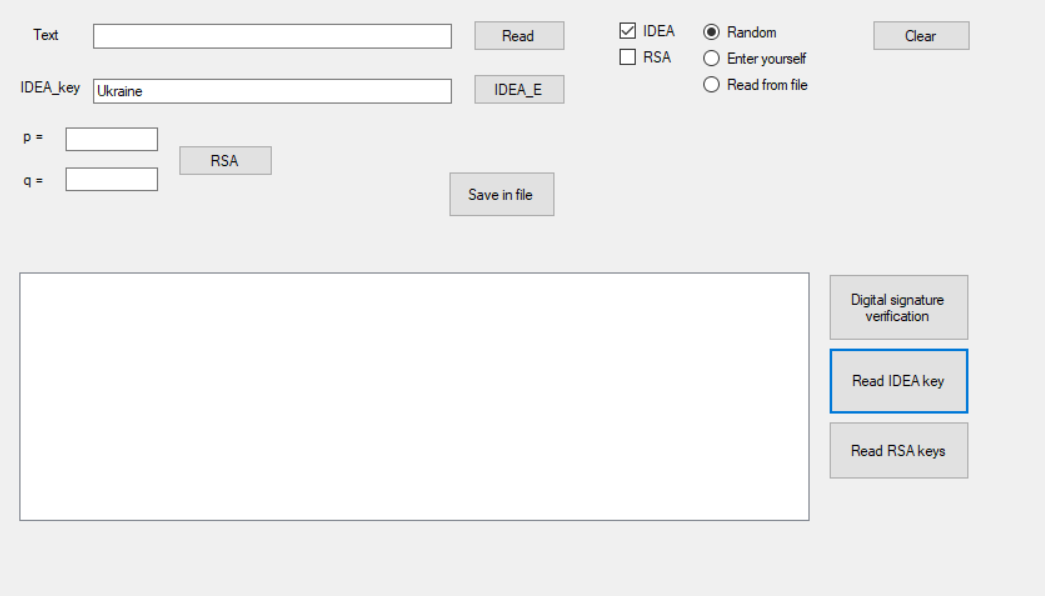 Text
Read
IDEA
Random
Clear
RSA
Enter yourself
IDEA_key
Ukraine
IDEA_E
Read from file
p =
RSA
q =
Save in file
Digital signature
verification
Read IDEA key
Read RSA keys